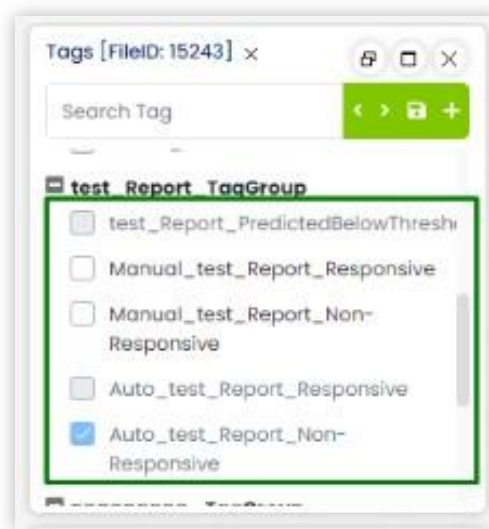 Tags [FileID: 15243]
Search Tag
test_Report_TagGroup
test_Report_PredictedBelowThresh
Manual_test_Report_Responsive
Manual_test_Report_Non-
Responsive
Auto_test_Report_Responsive
Auto_test_Report_Non-
Responsive